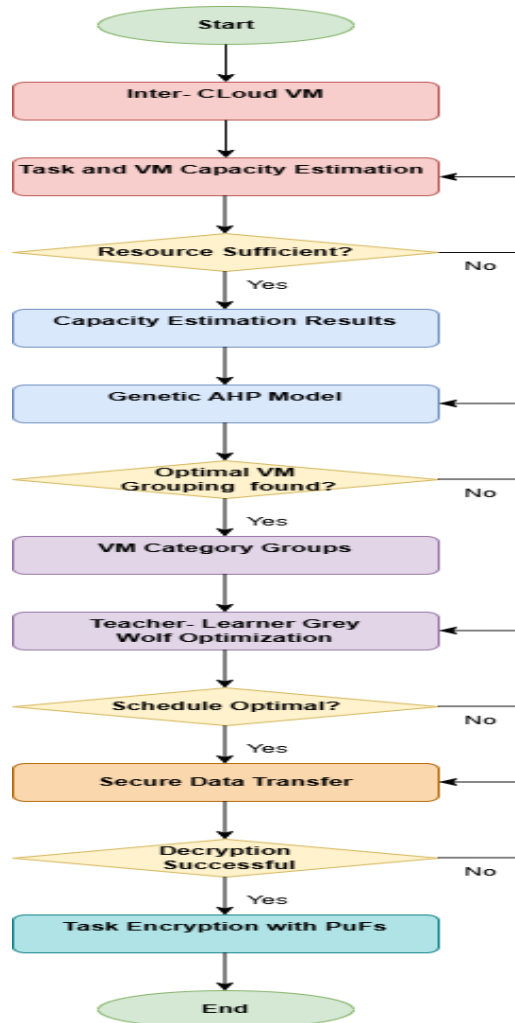 Start
Inter- CLoud VM
Task and VM Capacity Estimation
Resource Sufficient?
No
Yes
Capacity Estimation Results
Genetic AHP Model
Optimal VM
Grouping found?
No
Yes
VM Category Groups
Teacher- Learner Grey
Wolf Optimization
Schedule Optimal?
No
Yes
Secure Data Transfer
Decryption
Successful
No
Yes
Task Encryption with PuFs
End